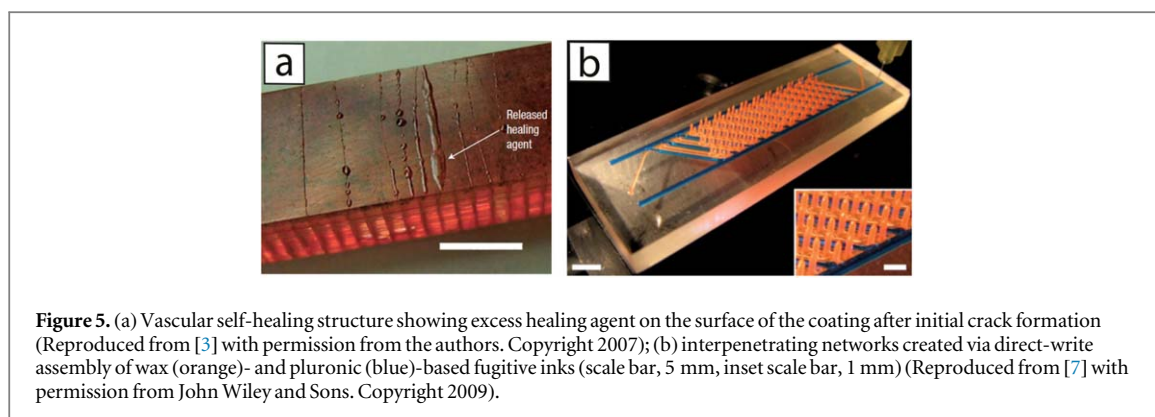 a
b
Released
healing
agent
Figure 5. (a) Vascular self-healing structure showing excess healing agent on the surface of the coating after initial crack formation
(Reproduced from [3] with permission from the authors. Copyright 2007); (b) interpenetrating networks created via direct-write
assembly of wax (orange)- and pluronic (blue)-based fugitive inks (scale bar, 5 mm, inset scale bar, 1 mm) (Reproduced from [7] with
permission from John Wiley and Sons. Copyright 2009).